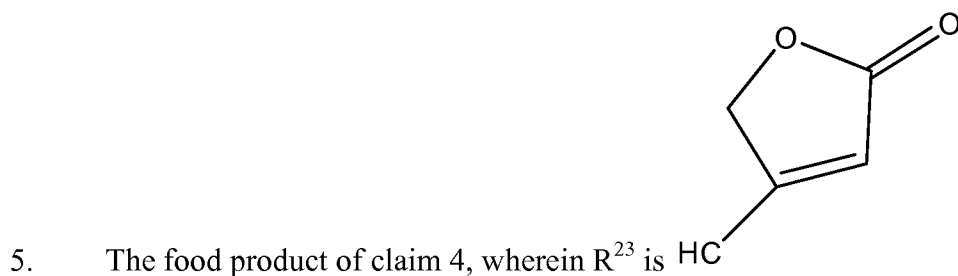 O
O
5. The food product of claim 4, wherein R²³ is HC